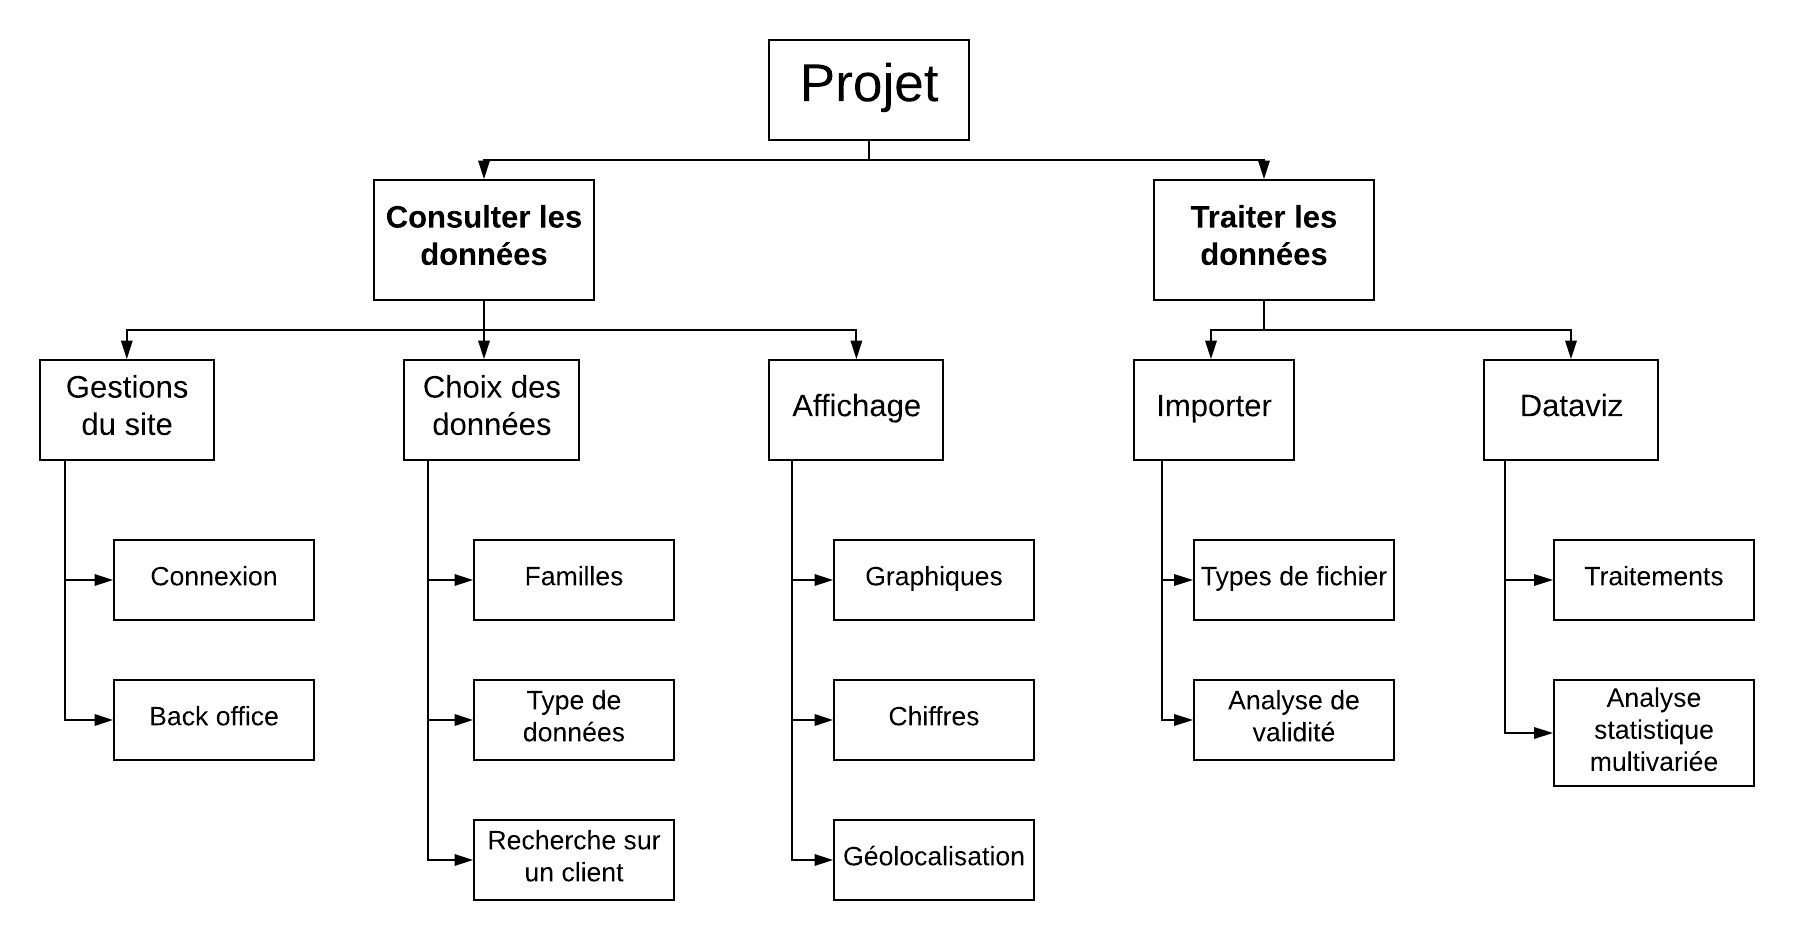 Projet
Consulter les
données
Traiter les
données
Gestions
du site
Choix des
données
Affichage
Importer
Dataviz
Connexion
Familles
Graphiques
Types de fichier
Traitements
Back office
Type de
données
Chiffres
Analyse de
validité
Analyse
statistique
multivariée
Recherche sur
un client
Géolocalisation